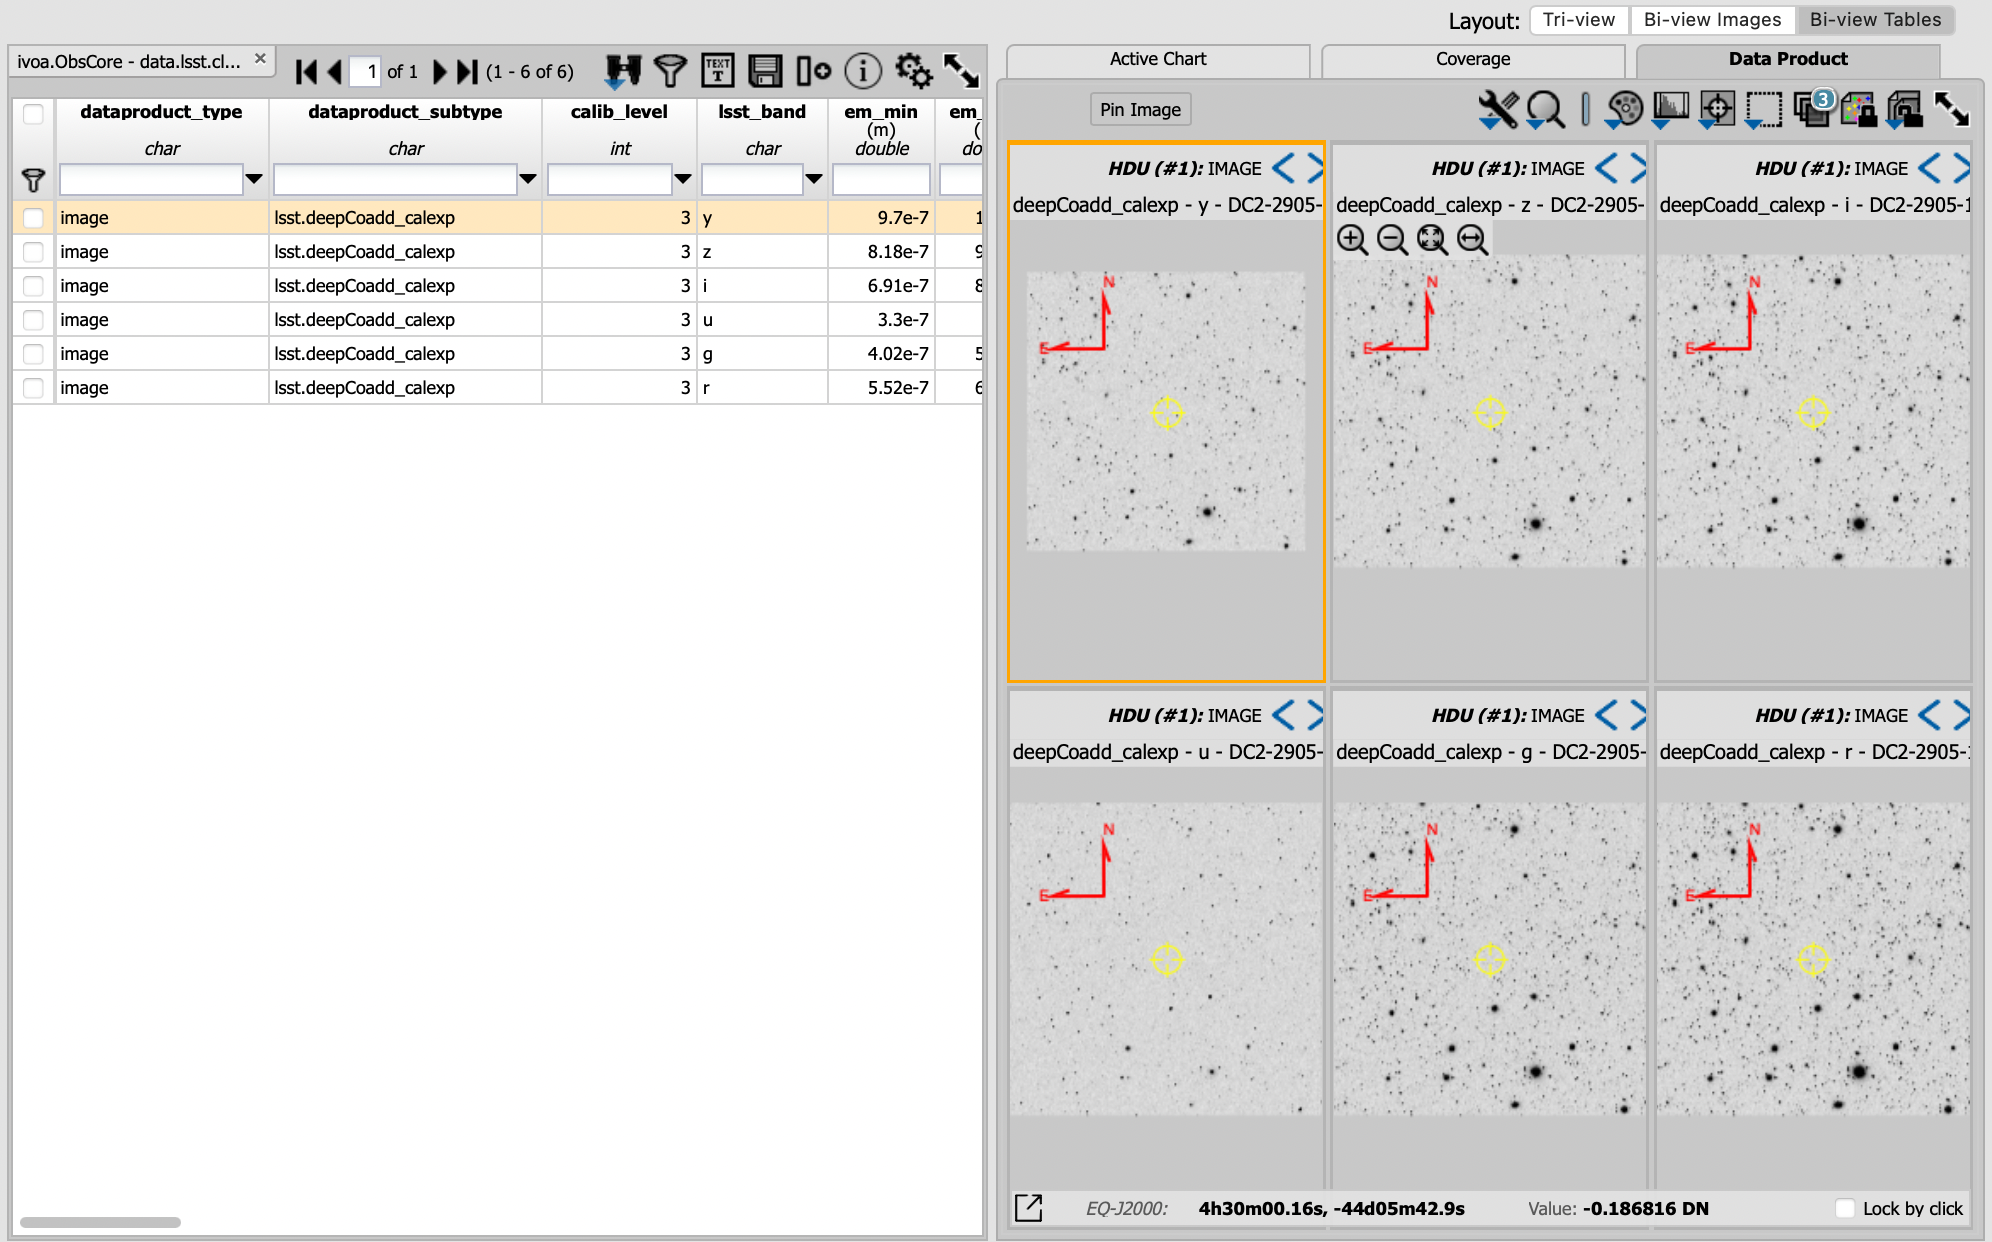 Layout: Tri-view Bi-view Images Bi-view Tables
ivoa.ObsCore - data.lsst.cl... × 1 of 1 (1 - 6 of 6) TEXT T i
Active Chart Coverage Data Product
Pin Image 3
dataproduct_type dataproduct_subtype calib_level lsst_band em_min em_
(m) (
char char int char double do
image lsst.deepCoadd_calexp 3 y 9.7e-7 1
image lsst.deepCoadd_calexp 3 z 8.18e-7 9
image lsst.deepCoadd_calexp 3 i 6.91e-7 8
image lsst.deepCoadd_calexp 3 u 3.3e-7
image lsst.deepCoadd_calexp 3 g 4.02e-7 5
image lsst.deepCoadd_calexp 3 r 5.52e-7 6
HDU (#1): IMAGE
deepCoadd_calexp - y - DC2-2905-
N
E
HDU (#1): IMAGE
deepCoadd_calexp - z - DC2-2905-
N
E
HDU (#1): IMAGE
deepCoadd_calexp - i - DC2-2905-1
N
E
HDU (#1): IMAGE
deepCoadd_calexp - u - DC2-2905-
N
E
HDU (#1): IMAGE
deepCoadd_calexp - g - DC2-2905-
N
E
HDU (#1): IMAGE
deepCoadd_calexp - r - DC2-2905-
N
E
EQ-J2000: 4h30m00.16s, -44d05m42.9s Value: -0.186816 DN Lock by click